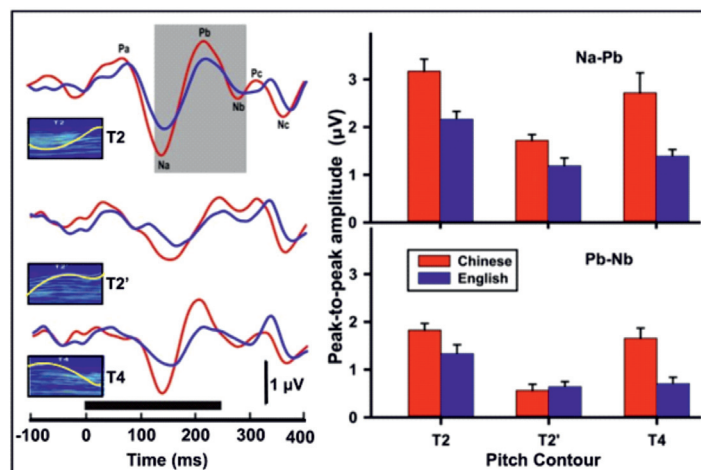 Pa
Pb
Pc
Na
Nb
Nc
T2
T2
T2'
T4
1 μV
-100
0
100
200
300
400
Time (ms)
Peak-to-peak amplitude (μV)
Na-Pb
3
2
1
0
Chinese
English
Pb-Nb
2
1
0
T2
T2'
T4
Pitch Contour